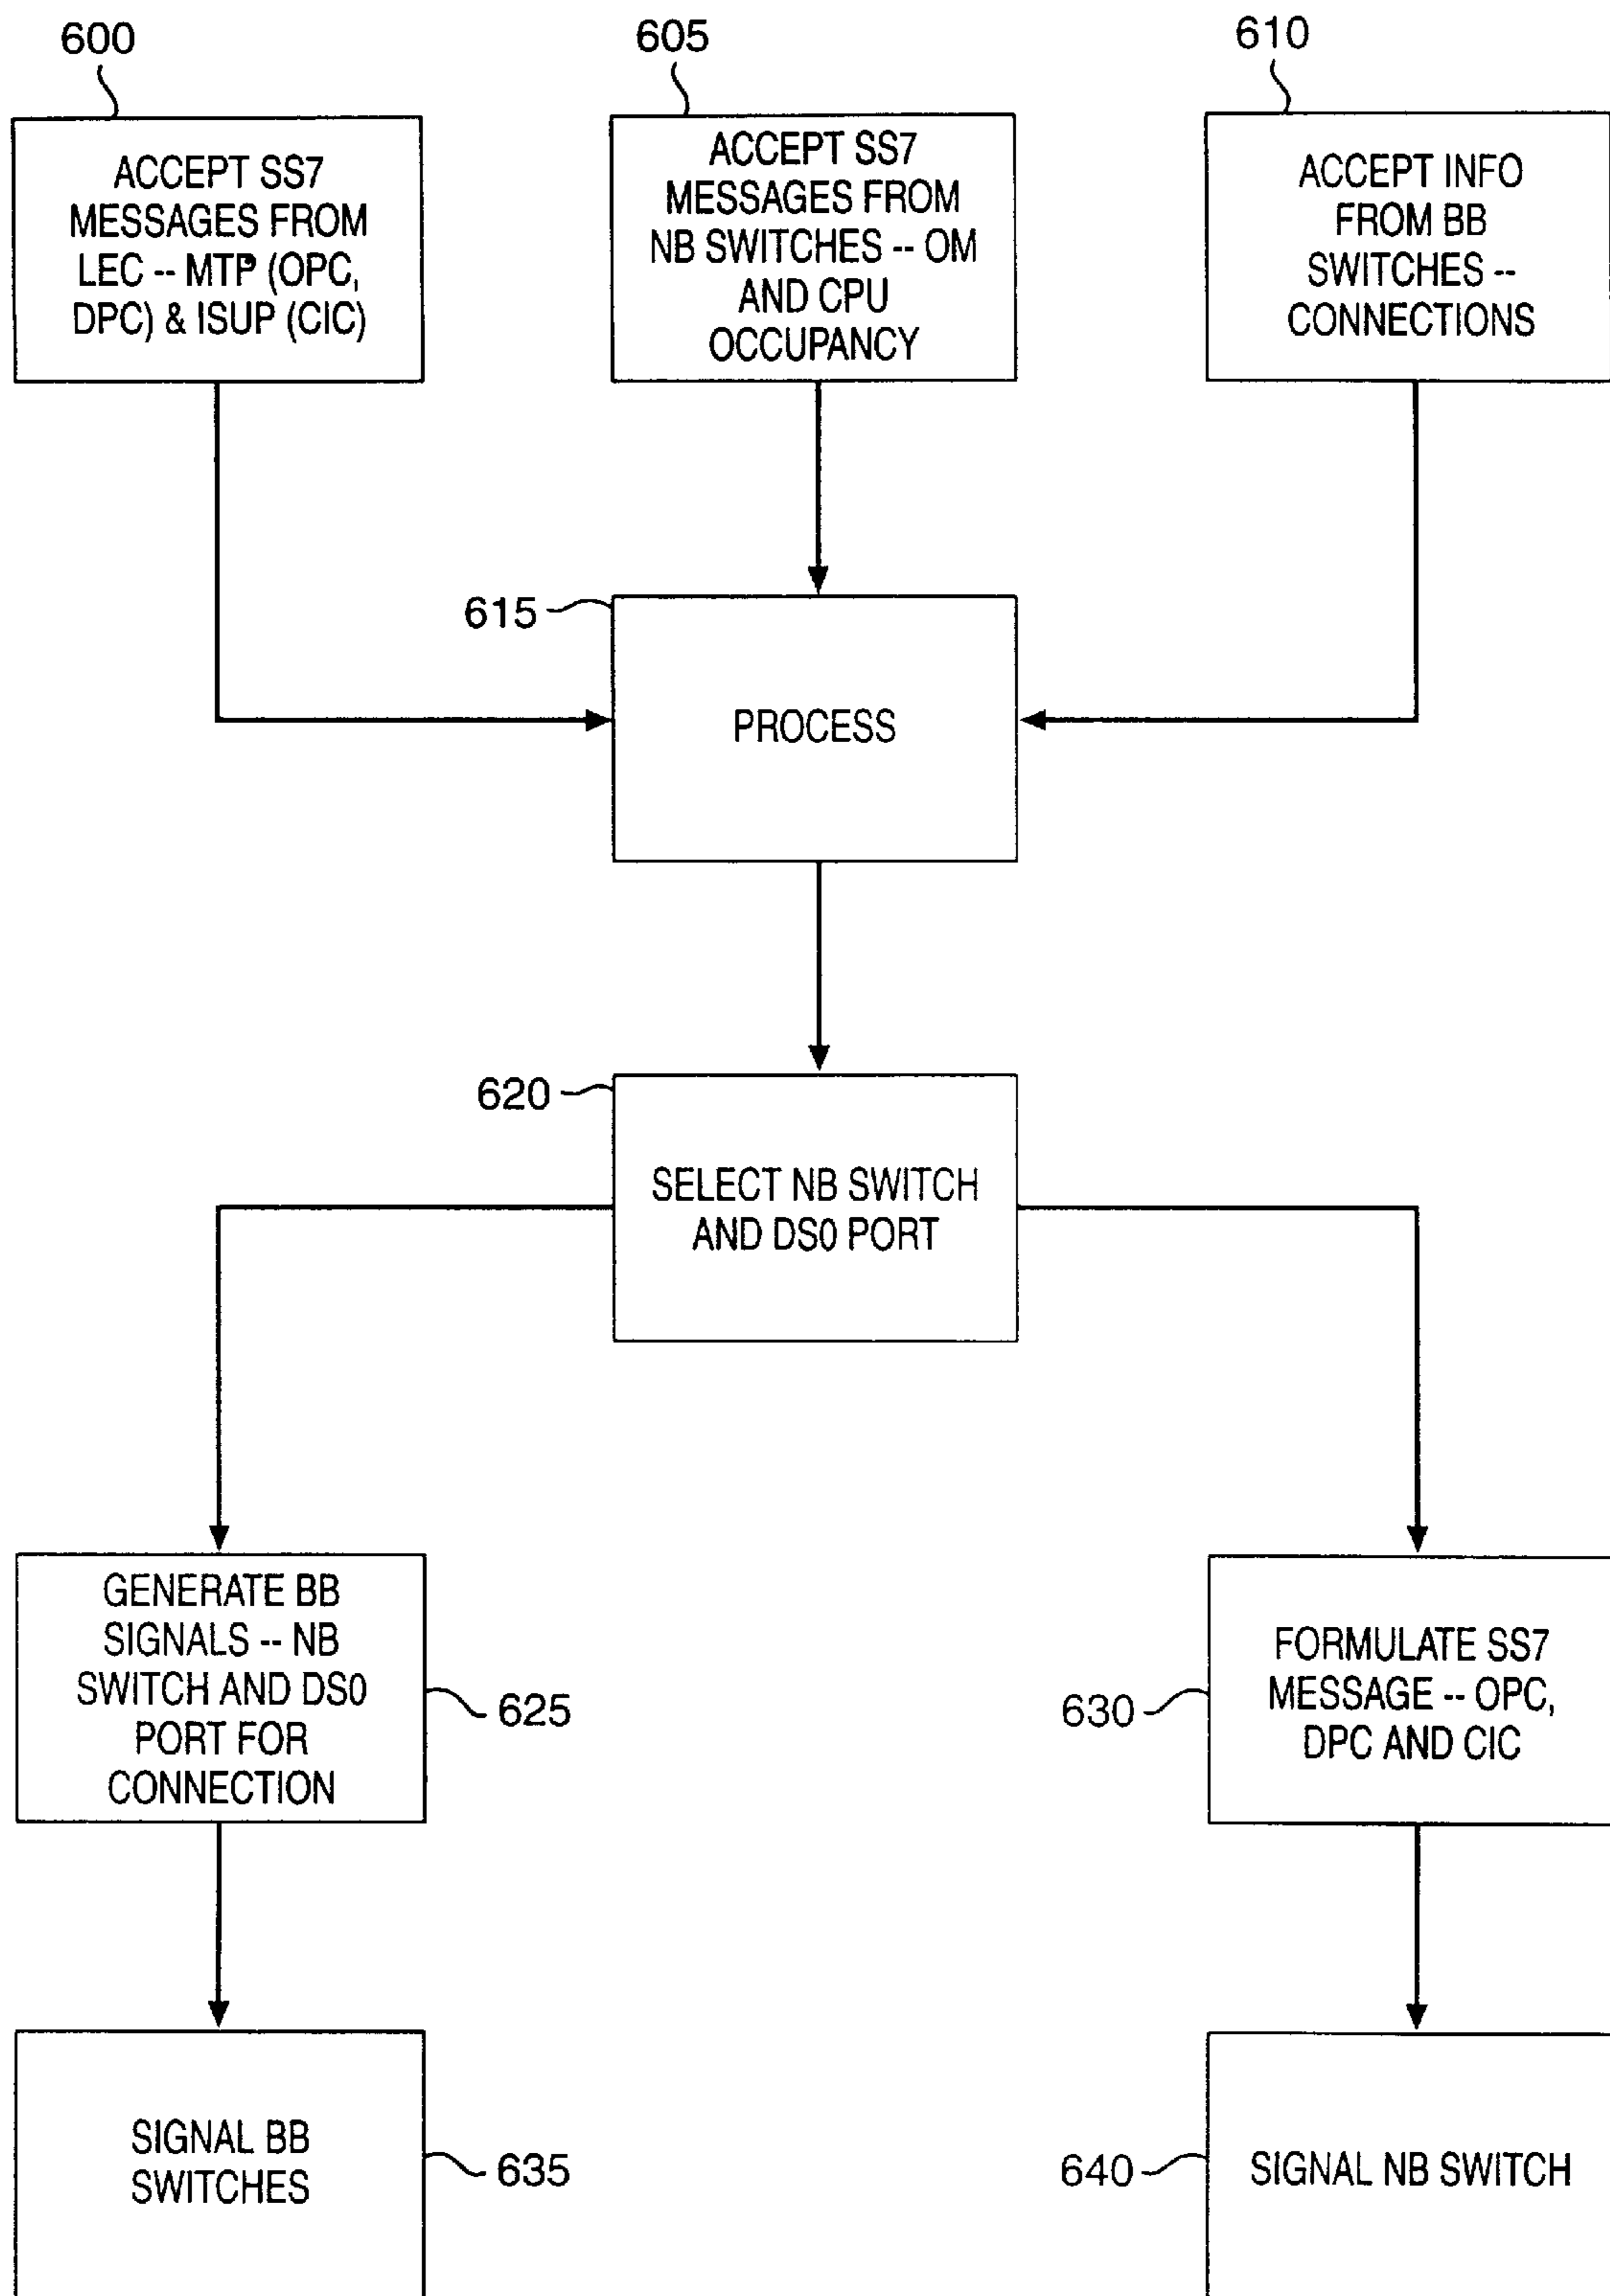 600
605
610
ACCEPT SS7
MESSAGES FROM
LEC -- MTP (OPC,
DPC) & ISUP (CIC)
ACCEPT SS7
MESSAGES FROM
NB SWITCHES -- OM
AND CPU
OCCUPANCY
ACCEPT INFO
FROM BB
SWITCHES --
CONNECTIONS
615
PROCESS
620
SELECT NB SWITCH
AND DS0 PORT
GENERATE BB
SIGNALS -- NB
SWITCH AND DS0
PORT FOR
CONNECTION
625
630
FORMULATE SS7
MESSAGE -- OPC,
DPC AND CIC
SIGNAL BB
SWITCHES
635
640
SIGNAL NB SWITCH